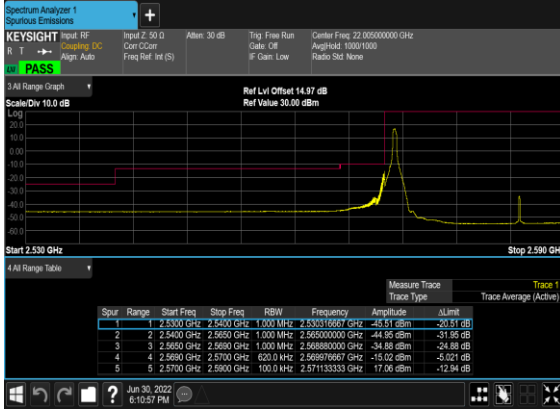 Spectrum Analyzer 1
Spurious Emissions
+
KEYSIGHT Input: RF Input Z: 50 Ω Atten: 30 dB Trig: Free Run Center Freq: 22.005000000 GHz
R T Coupling: DC Corr CCorr Gate: Off Avg|Hold: 1000/1000
Align: Auto Freq Ref: Int (S) IF Gain: Low Radio Std: None
PASS
3 All Range Graph Ref Lvl Offset 14.97 dB
Scale/Div 10.0 dB Ref Value 30.00 dBm
Log
20.0
10.0
0.00
-10.0
-20.0
-30.0
-40.0
-50.0
-60.0
Start 2.530 GHz Stop 2.590 GH
4 All Range Table
Measure Trace Trace 1
Trace Type Trace Average (Active)
Spur Range Start Freq Stop Freq RBW Frequency Amplitude ΔLimit
1 1 2.5300 GHz 2.5400 GHz 1.000 MHz 2.530316667 GHz -45.51 dBm -20.51 dB
2 2 2.5400 GHz 2.5650 GHz 1.000 MHz 2.565000000 GHz -44.95 dBm -31.95 dB
3 3 2.5650 GHz 2.5690 GHz 1.000 MHz 2.568880000 GHz -34.88 dBm -24.88 dB
4 4 2.5690 GHz 2.5700 GHz 620.0 kHz 2.569976667 GHz -15.02 dBm -5.021 dB
5 5 2.5700 GHz 2.5900 GHz 100.0 kHz 2.571133333 GHz 17.06 dBm -12.94 dB
? Jun 30, 2022
6:10:57 PM